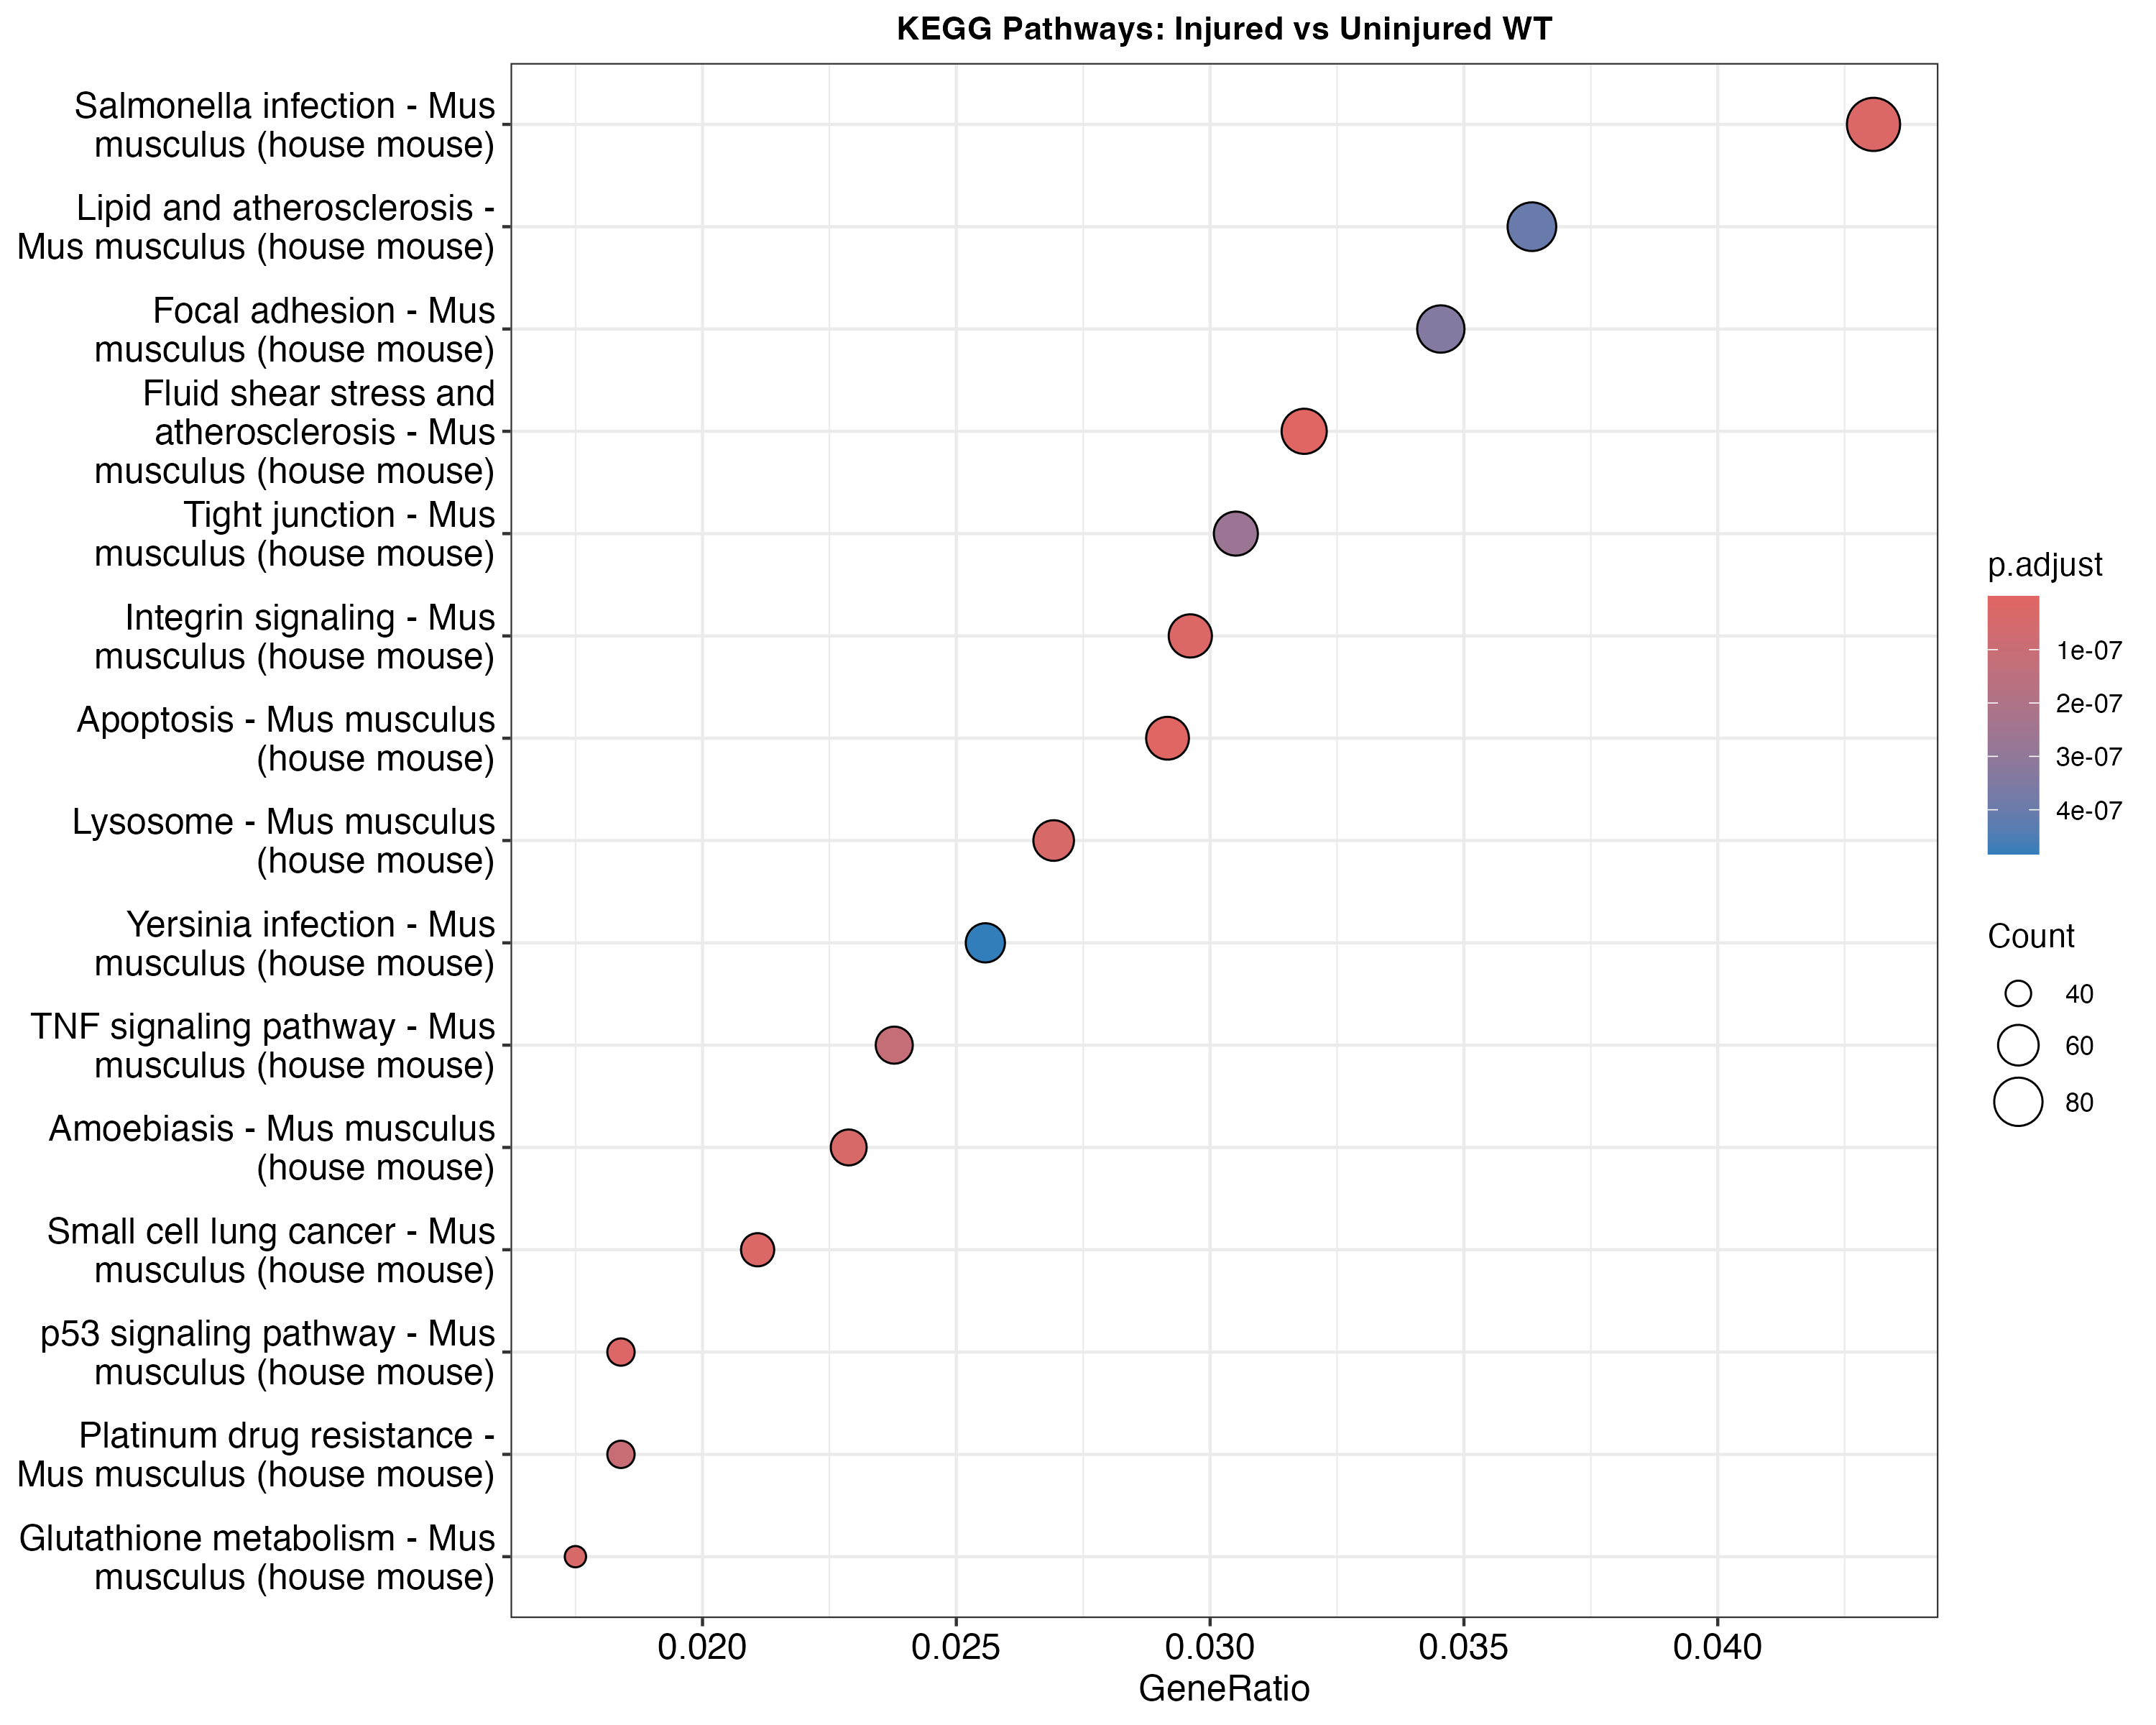 KEGG Pathways: Injured vs Uninjured WT
Salmonella infection - Mus
musculus (house mouse)
Lipid and atherosclerosis -
Mus musculus (house mouse)
Focal adhesion - Mus
musculus (house mouse)
Fluid shear stress and
atherosclerosis - Mus
musculus (house mouse)
Tight junction - Mus
musculus (house mouse)
Integrin signaling - Mus
musculus (house mouse)
Apoptosis - Mus musculus
(house mouse)
Lysosome - Mus musculus
(house mouse)
Yersinia infection - Mus
musculus (house mouse)
TNF signaling pathway - Mus
musculus (house mouse)
Amoebiasis - Mus musculus
(house mouse)
Small cell lung cancer - Mus
musculus (house mouse)
p53 signaling pathway - Mus
musculus (house mouse)
Platinum drug resistance -
Mus musculus (house mouse)
Glutathione metabolism - Mus
musculus (house mouse)
0.020 0.025 0.030 0.035 0.040
GeneRatio
p.adjust
1e-07
2e-07
3e-07
4e-07
Count
40
60
80